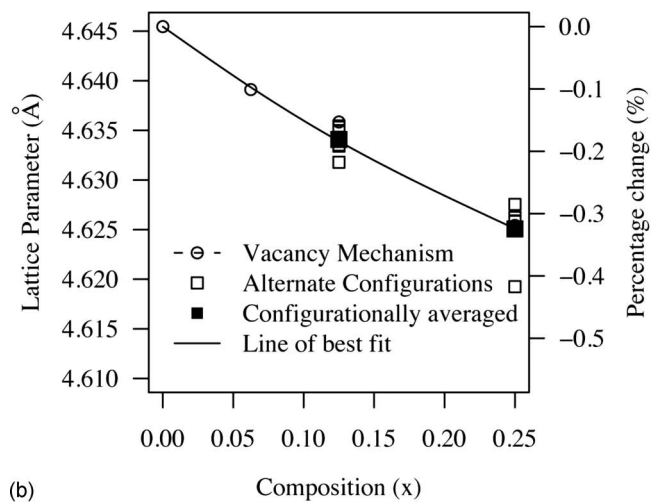 4.645
4.640
4.635
4.630
4.625
4.620
4.615
4.610
Lattice Parameter (Å)
0.0
−0.1
−0.2
−0.3
−0.4
−0.5
Percentage change (%)
Vacancy Mechanism
Alternate Configurations
Configurationally averaged
Line of best fit
0.00 0.05 0.10 0.15 0.20 0.25
Composition (x)
(b)